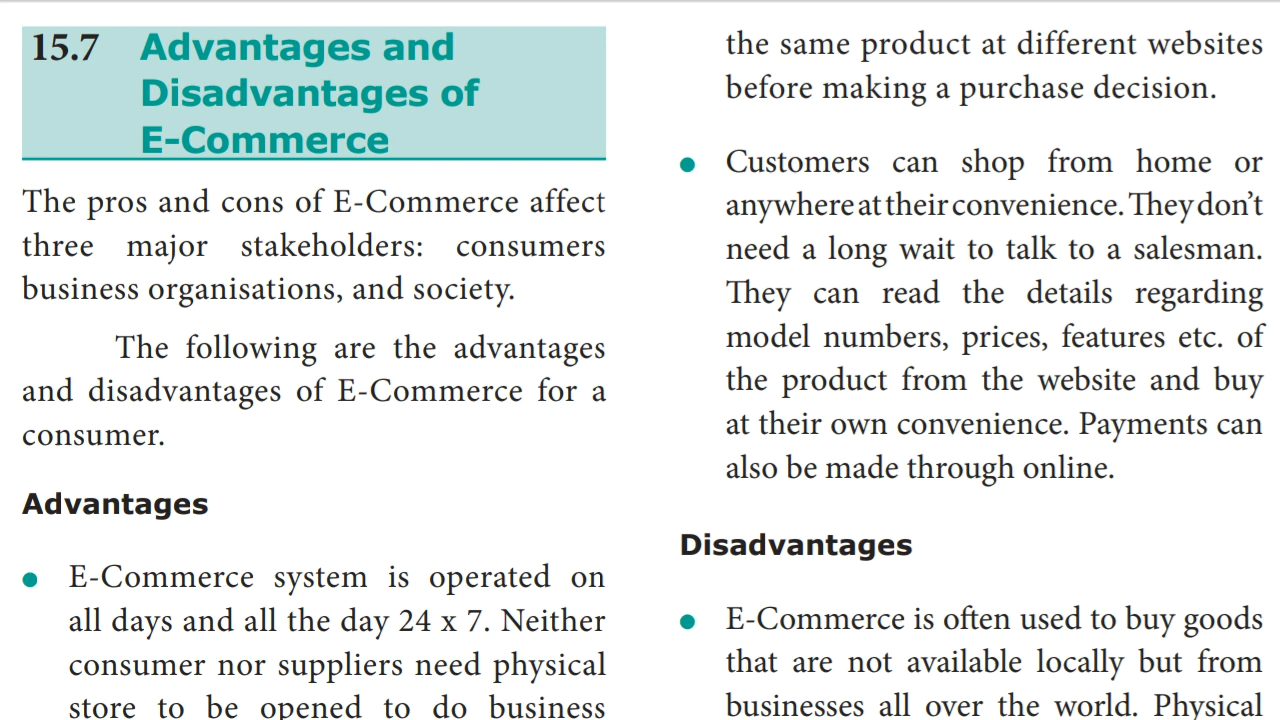 15.7 Advantages and
Disadvantages of
E-Commerce
The pros and cons of E-Commerce affect
three major stakeholders: consumers
business organisations, and society.
The following are the advantages
and disadvantages of E-Commerce for a
consumer.
Advantages
• E-Commerce system is operated on
all days and all the day 24 x 7. Neither
consumer nor suppliers need physical
store to be opened to do business
the same product at different websites
before making a purchase decision.
• Customers can shop from home or
anywhere at their convenience. They don’t
need a long wait to talk to a salesman.
They can read the details regarding
model numbers, prices, features etc. of
the product from the website and buy
at their own convenience. Payments can
also be made through online.
Disadvantages
• E-Commerce is often used to buy goods
that are not available locally but from
businesses all over the world. Physical